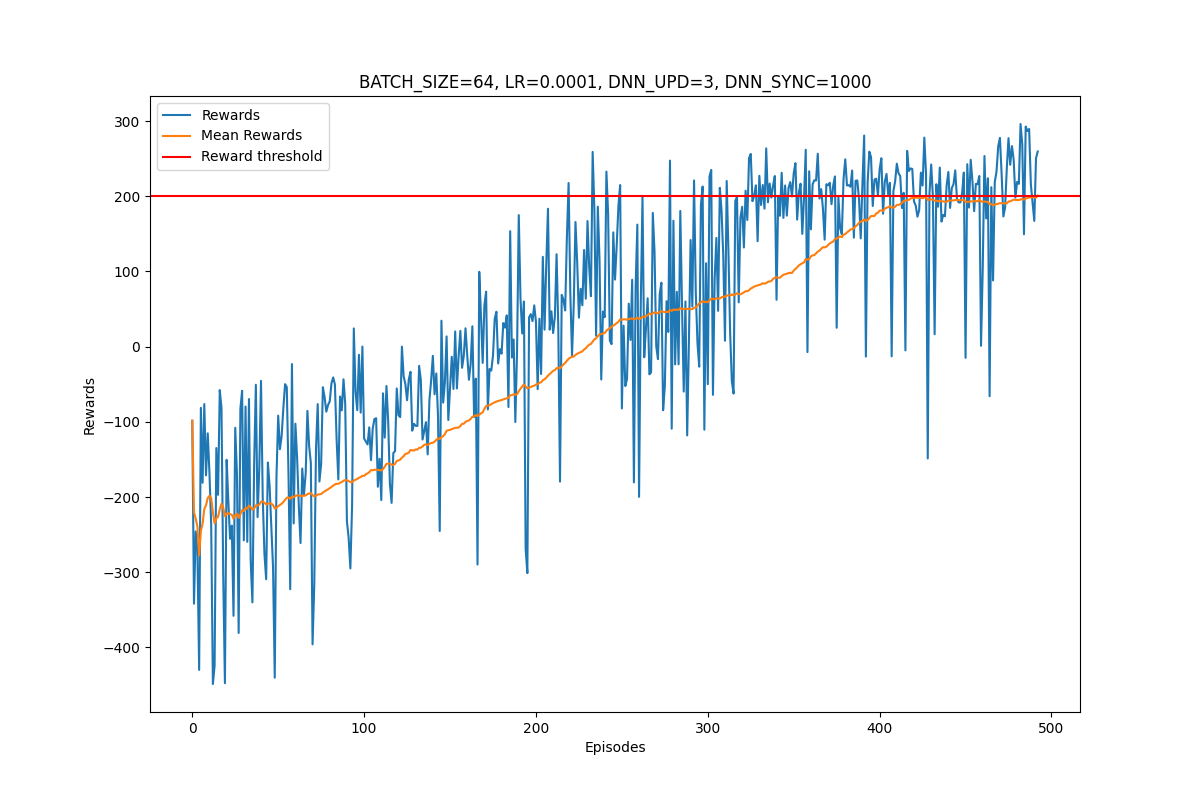 BATCH_SIZE=64, LR=0.0001, DNN_UPD=3, DNN_SYNC=1000
Rewards
Mean Rewards
Reward threshold
300
200
100
0
−100
−200
−300
−400
Rewards
0
100
200
300
400
500
Episodes